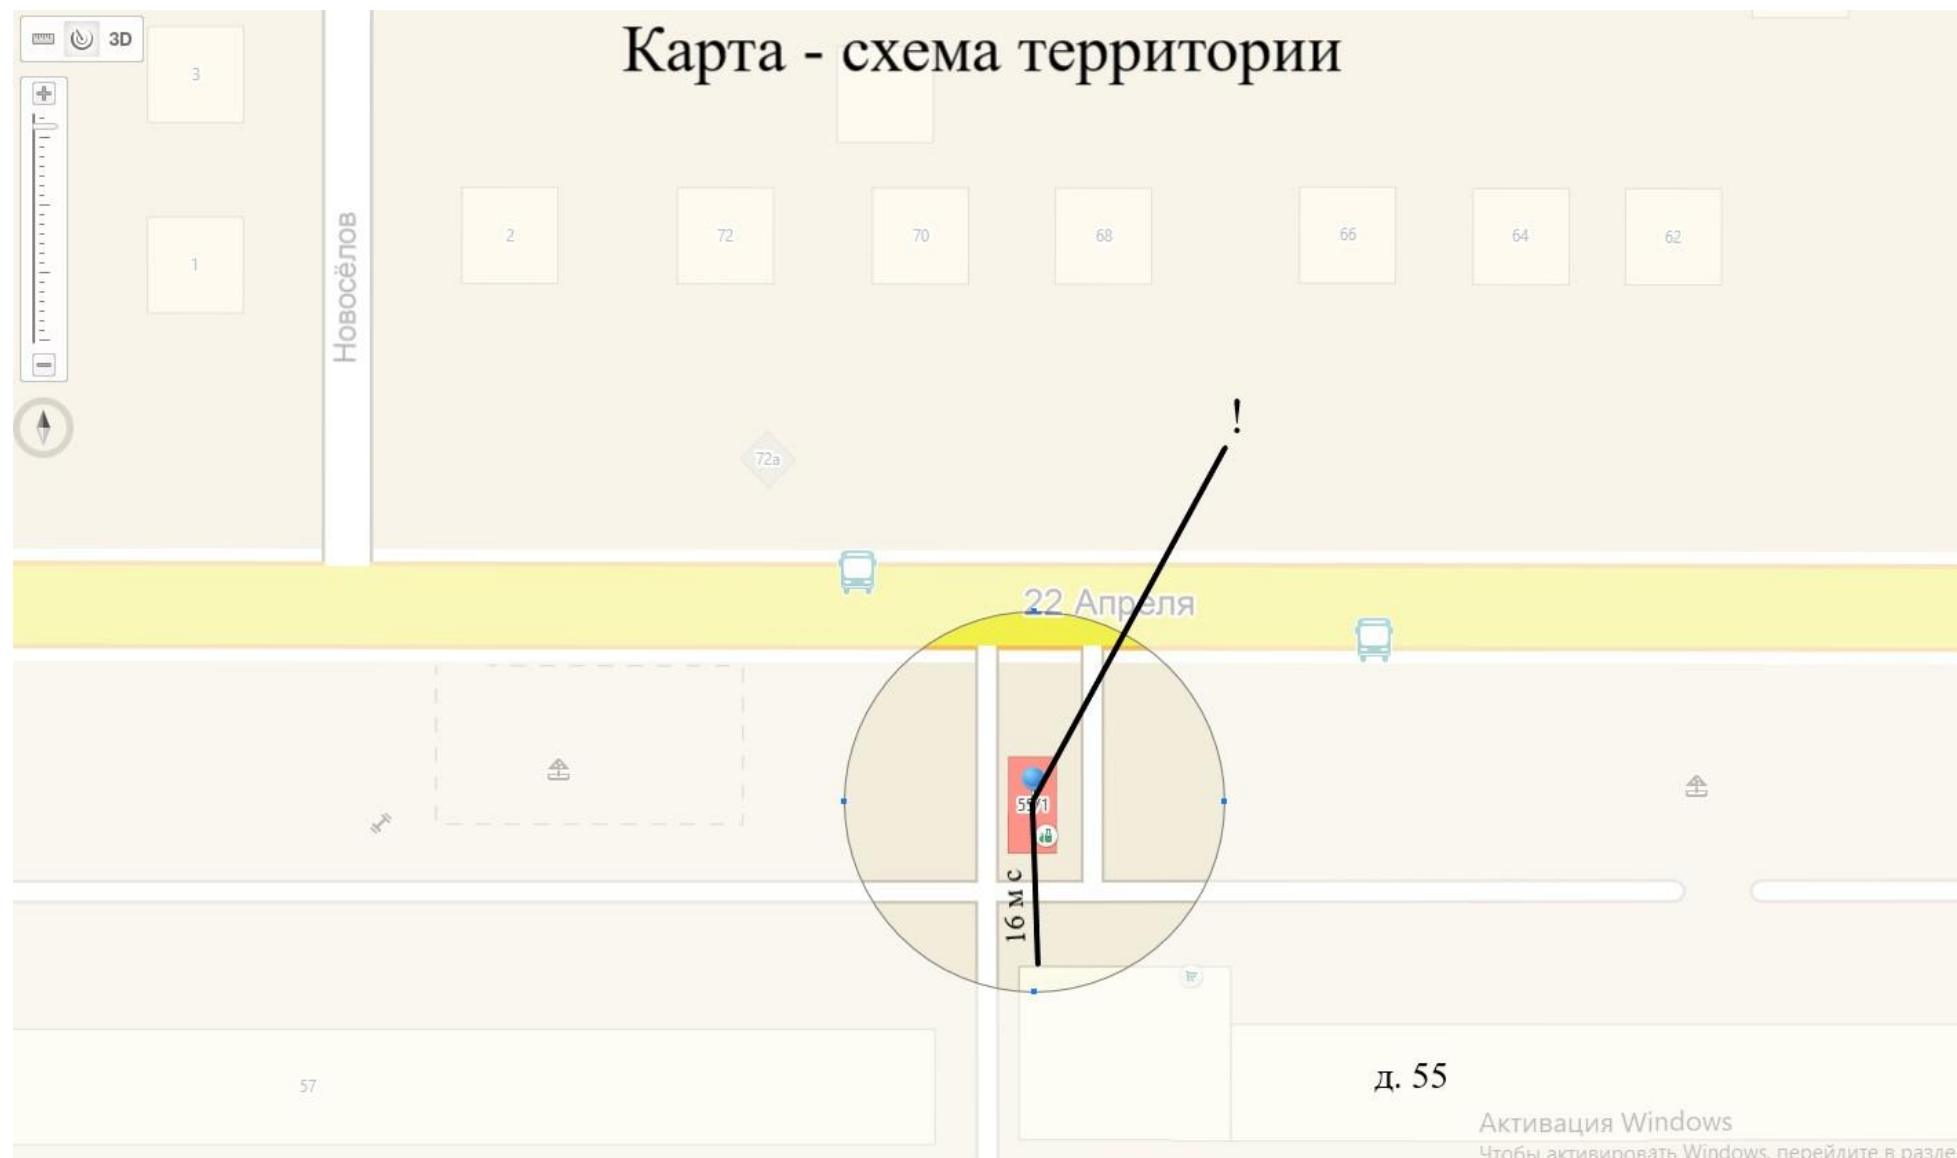 Карта - схема территории
3D
3
1
Новосёлов
2
72
70
68
66
64
62
!
72а
22 Апреля
55/1
16 м с
57
д. 55
Активация Windows
Чтобы активировать Windows, перейдите в разде